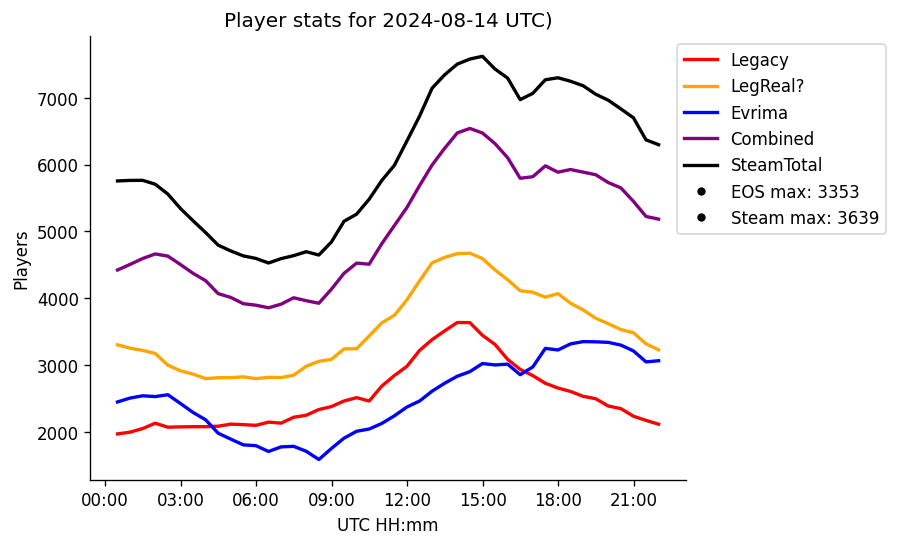 Player stats for 2024-08-14 UTC)
Legacy
LegReal?
Evrima
Combined
SteamTotal
EOS max: 3353
Steam max: 3639
Players
7000
6000
5000
4000
3000
2000
00:00 03:00 06:00 09:00 12:00 15:00 18:00 21:00
UTC HH:mm